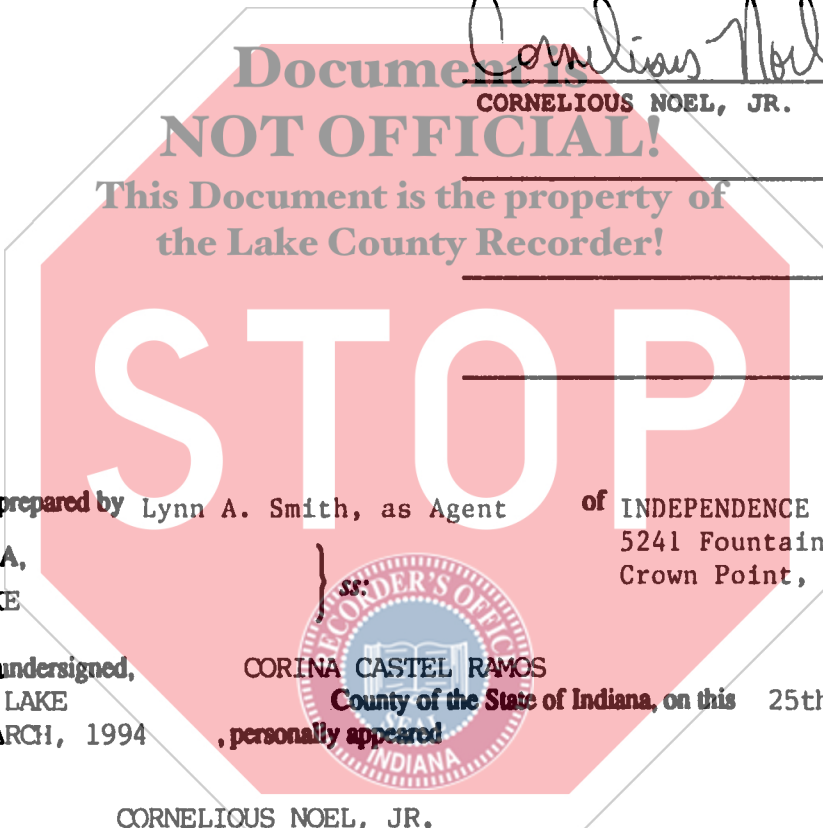 Cornelious Noel
CORNELIOUS NOEL, JR.
Document is
NOT OFFICIAL!
This Document is the property of
the Lake County Recorder!
STOP
prepared by Lynn A. Smith, as Agent of INDEPENDENCE
5241 Fountain
A, ss: Crown Point,
KE
undersigned, CORINA CASTEL RAMOS
LAKE County of the State of Indiana, on this 25th
ARCH, 1994 , personally appeared
RECORDER'S OFFICE
SEAL
INDIANA
CORNELIOUS NOEL, JR.